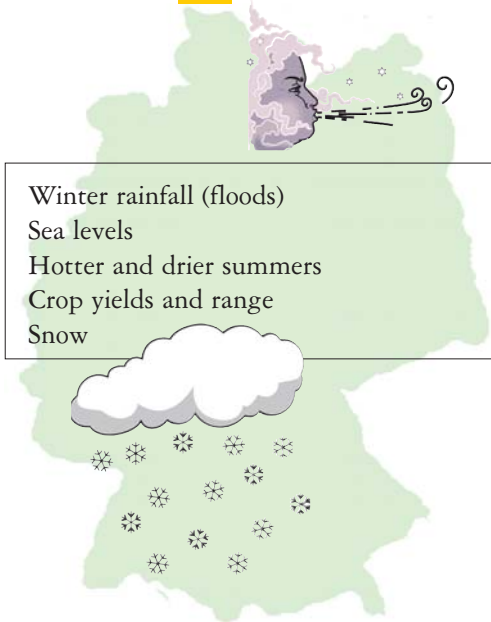 Winter rainfall (floods)
Sea levels
Hotter and drier summers
Crop yields and range
Snow